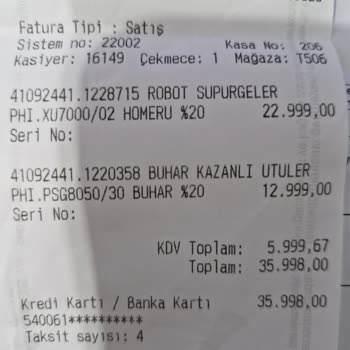 Fatura Tipi : Satış
Sistem no: 22002 Kasa No: 206
Kasiyer: 16149 Çekmece: 1 Mağaza: T506
41092441.1228715 ROBOT SUPURGELER
PHI.XU7000/02 HOMERU %20 22.999,00
Seri No:
41092441.1220358 BUHAR KAZANLI UTULER
PHI.PSG8050/30 BUHAR %20 12.999,00
Seri No:
KDV Toplam: 5.999,67
Toplam: 35.998,00
Kredi Kartı / Banka Kartı 35.998,00
540061**********
Taksit sayısı: 4